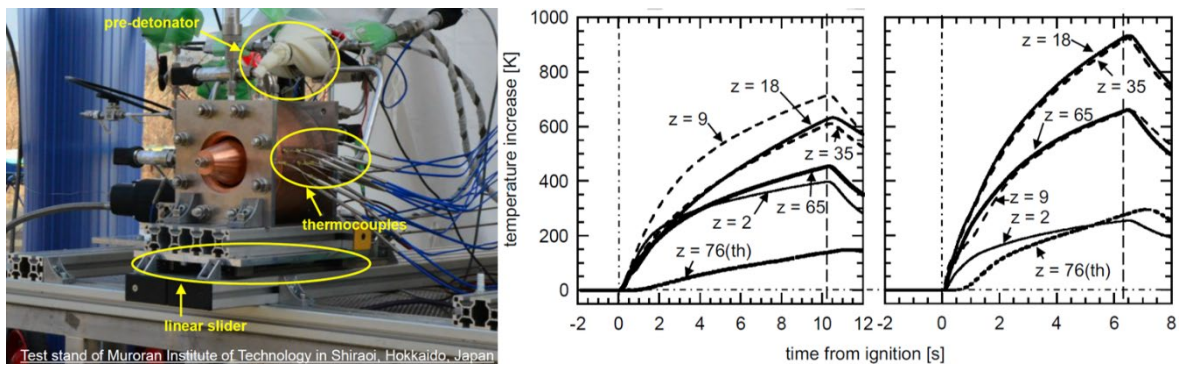 pre-detonator
thermocouples
linear slider
Test stand of Muroran Institute of Technology in Shiraoi, Hokkaido, Japan
temperature increase [K]
1000
800
600
400
200
0
z = 9
z = 18
z = 35
z = 2
z = 65
z = 76(th)
-2 0 2 4 6 8 10 12
z = 18
z = 35
z = 65
z = 9
z = 2
z = 76(th)
-2 0 2 4 6 8
time from ignition [s]